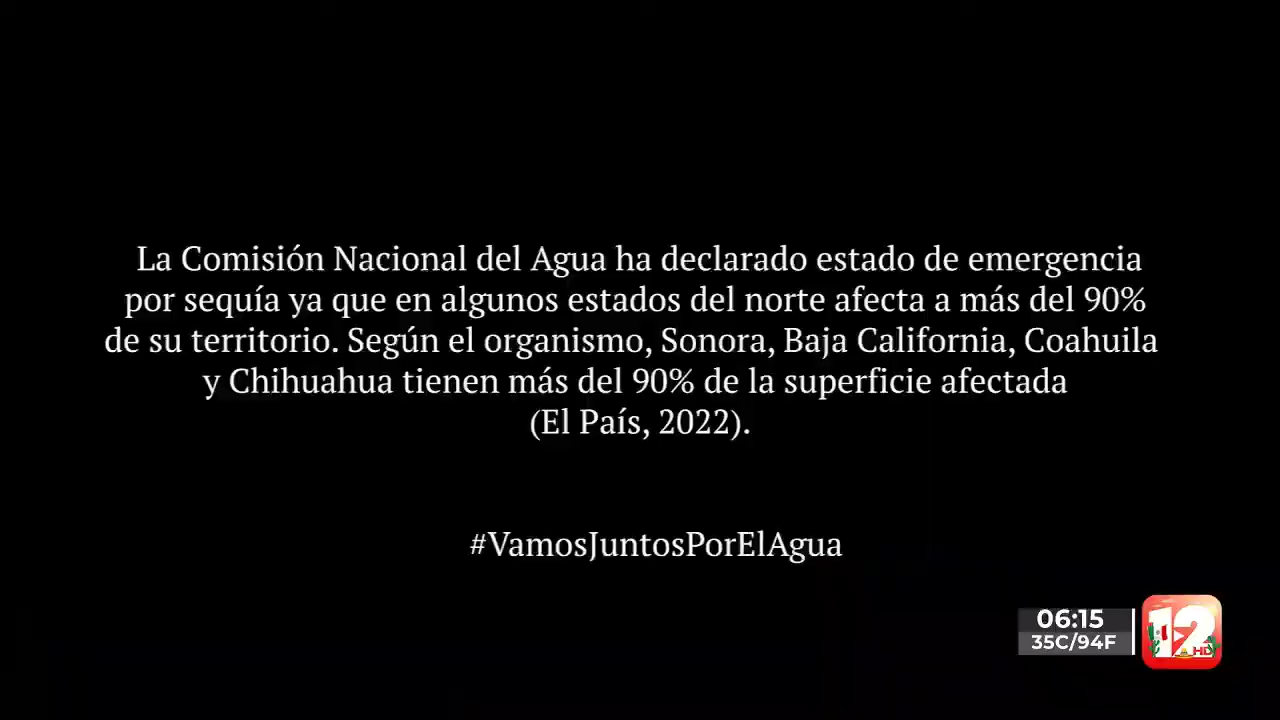 La Comisión Nacional del Agua ha declarado estado de emergencia
por sequía ya que en algunos estados del norte afecta a más del 90%
de su territorio. Según el organismo, Sonora, Baja California, Coahuila
y Chihuahua tienen más del 90% de la superficie afectada
(El País, 2022).
#VamosJuntosPorElAgua
06:15
35C/94F
12
HD